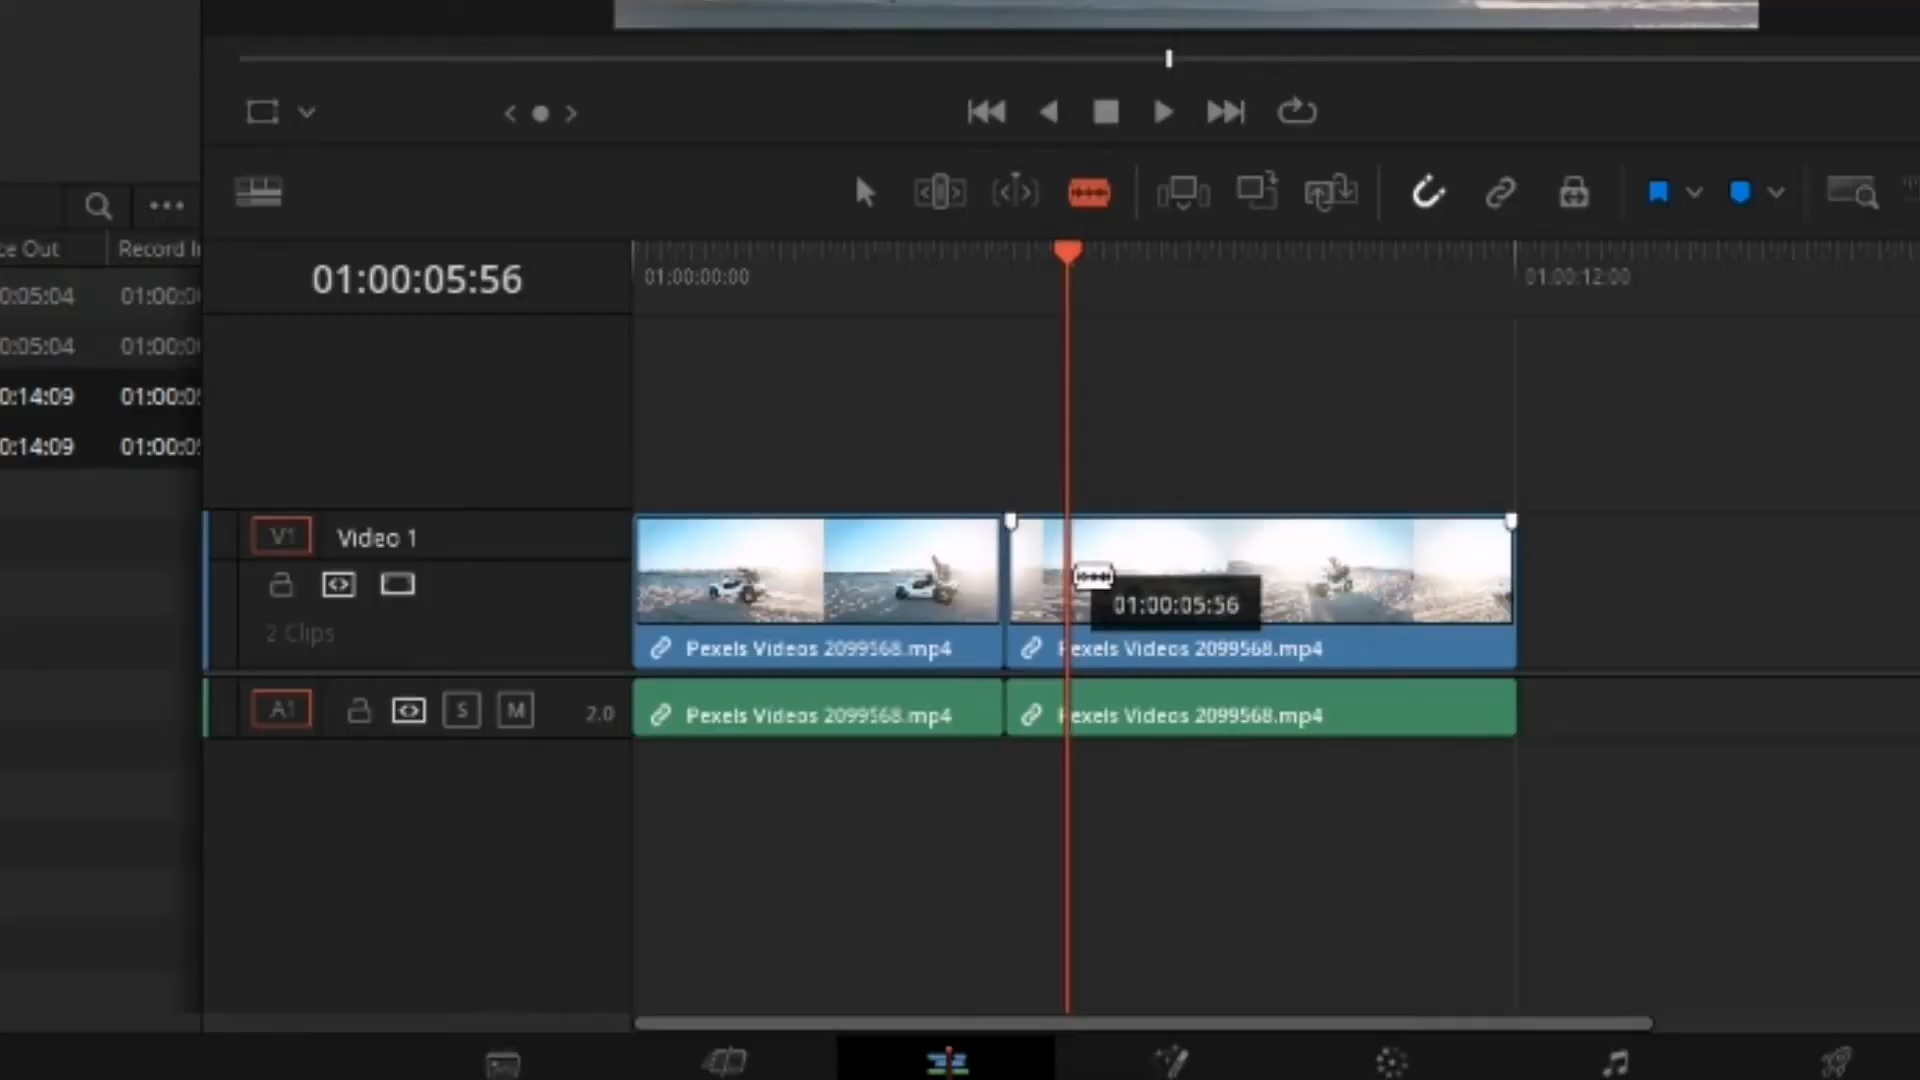 ce Out Record I
0:05:04 01:00:0
0:05:04 01:00:0
0:14:09 01:00:0
0:14:09 01:00:0
01:00:05:56
01:00:00:00
01:00:12:00
V1 Video 1
2 Clips
01:00:05:56
Pexels Videos 2099568.mp4
Pexels Videos 2099568.mp4
A1 S M 2.0
Pexels Videos 2099568.mp4
Pexels Videos 2099568.mp4